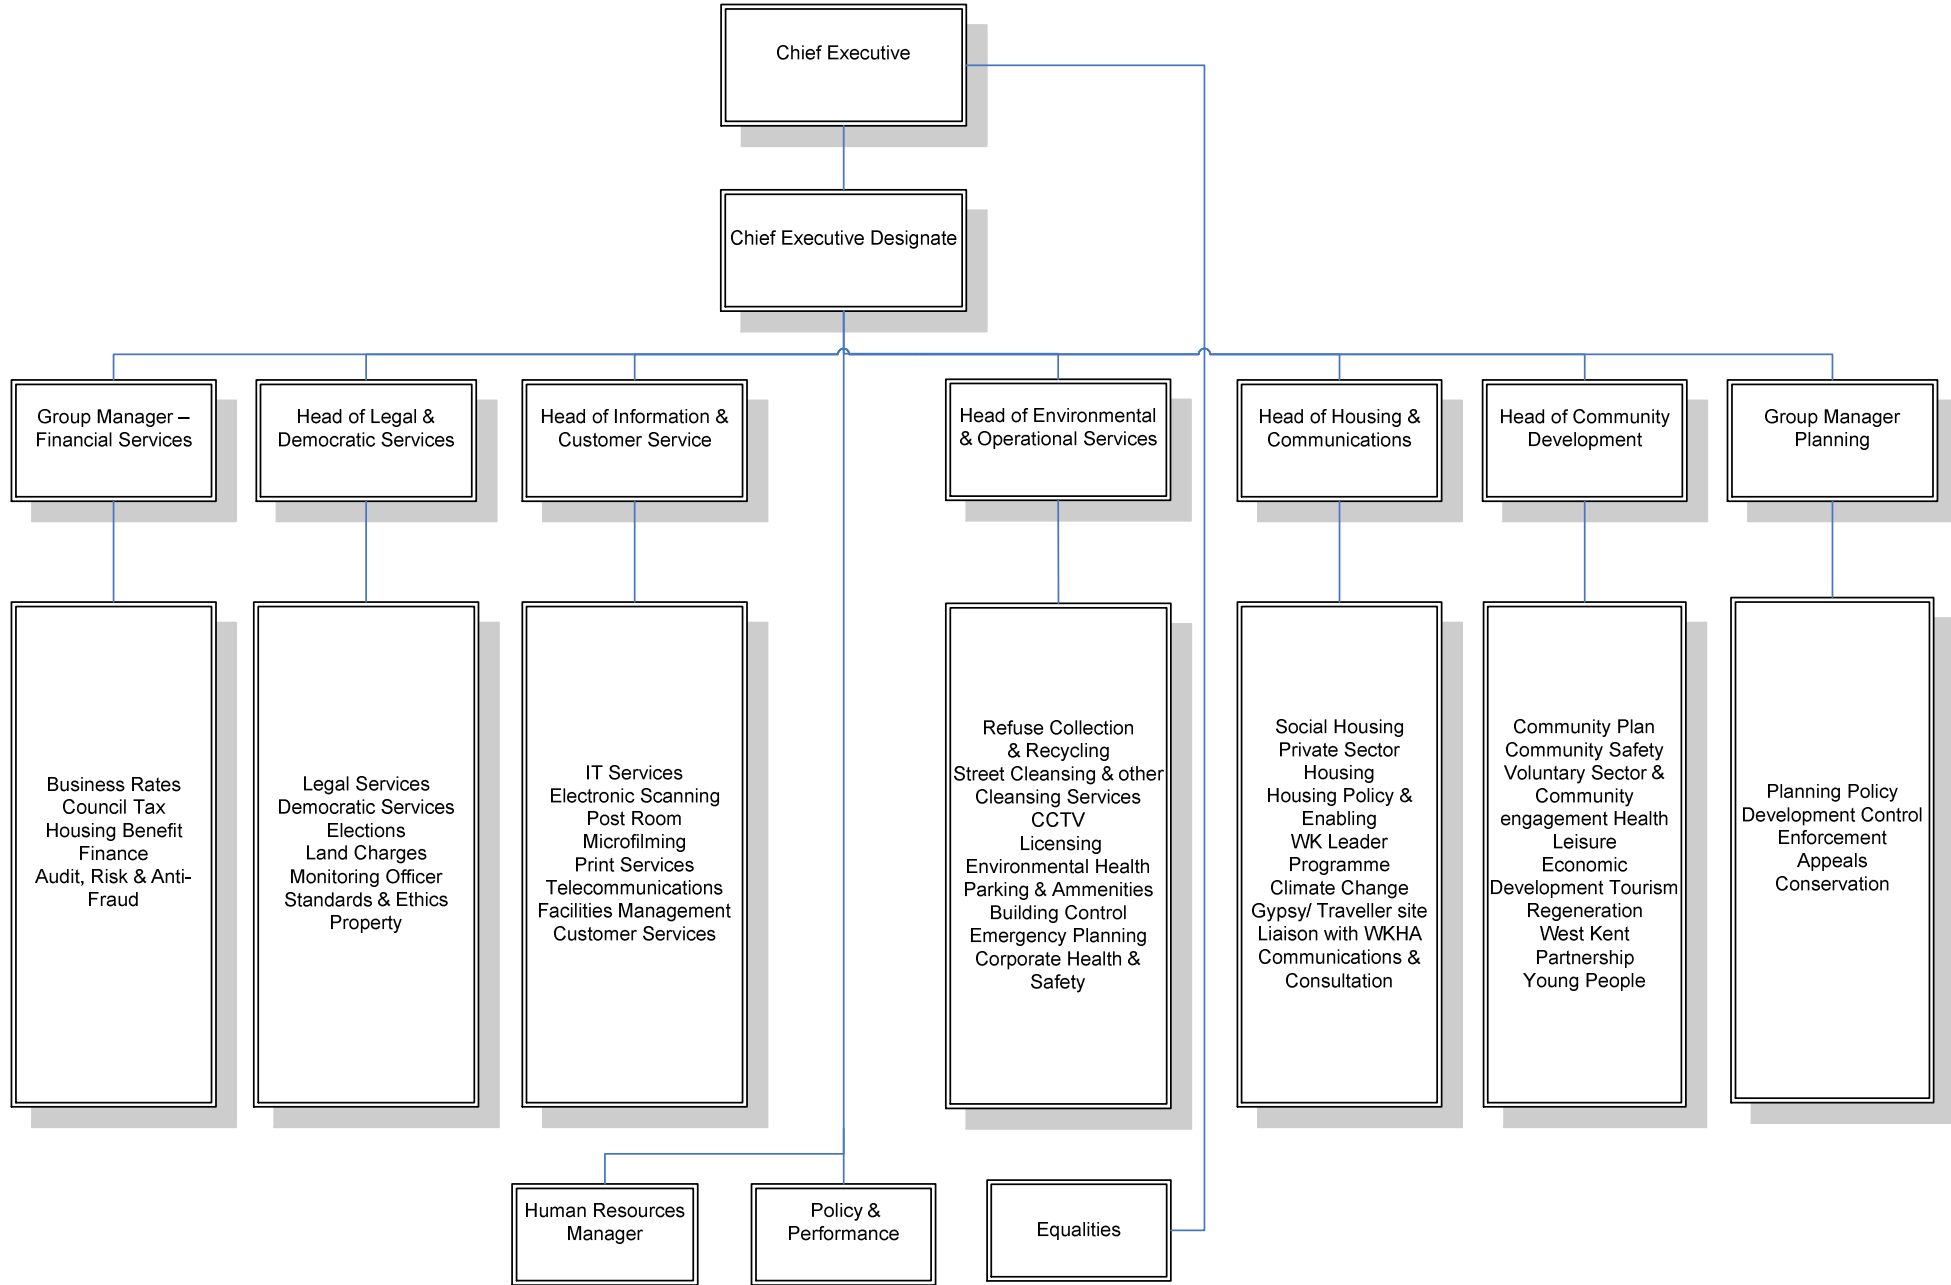 Chief Executive
Chief Executive Designate
Group Manager –
Financial Services
Head of Legal &
Democratic Services
Head of Information &
Customer Service
Head of Environmental
& Operational Services
Head of Housing &
Communications
Head of Community
Development
Group Manager
Planning
Business Rates
Council Tax
Housing Benefit
Finance
Audit, Risk & Anti-
Fraud
Legal Services
Democratic Services
Elections
Land Charges
Monitoring Officer
Standards & Ethics
Property
IT Services
Electronic Scanning
Post Room
Microfilming
Print Services
Telecommunications
Facilities Management
Customer Services
Refuse Collection
& Recycling
Street Cleansing & other
Cleansing Services
CCTV
Licensing
Environmental Health
Parking & Ammenities
Building Control
Emergency Planning
Corporate Health &
Safety
Social Housing
Private Sector
Housing
Housing Policy &
Enabling
WK Leader
Programme
Climate Change
Gypsy/ Traveller site
Liaison with WKHA
Communications &
Consultation
Community Plan
Community Safety
Voluntary Sector &
Community
engagement Health
Leisure
Economic
Development Tourism
Regeneration
West Kent
Partnership
Young People
Planning Policy
Development Control
Enforcement
Appeals
Conservation
Human Resources
Manager
Policy &
Performance
Equalities